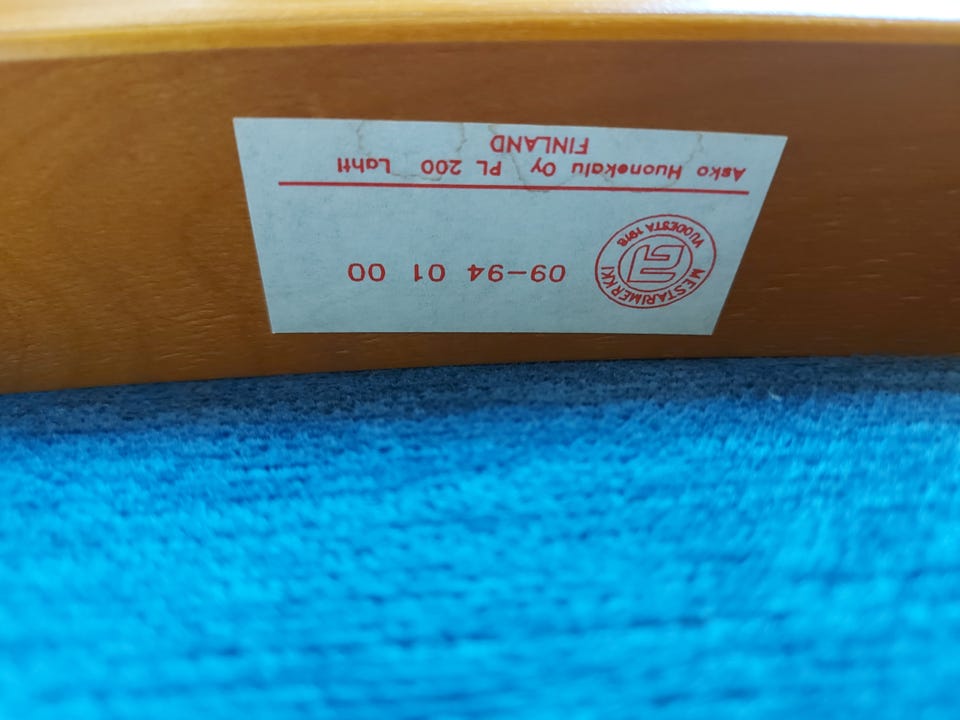 MESTARIMERKKI
VUODESTA 1918
09-94 01 00
Asko Huonekalu Oy PL 200 Lahti
FINLAND